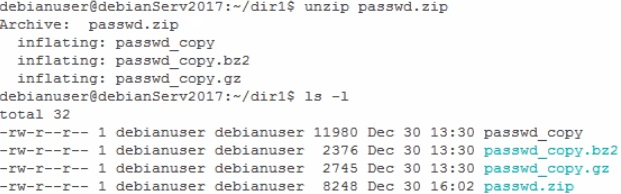 debianuser@debianServ2017:~/dir1$ unzip passwd.zip
Archive:  passwd.zip
  inflating: passwd_copy
  inflating: passwd_copy.bz2
  inflating: passwd_copy.gz
debianuser@debianServ2017:~/dir1$ ls -l
total 32
-rw-r--r-- 1 debianuser debianuser 11980 Dec 30 13:30 passwd_copy
-rw-r--r-- 1 debianuser debianuser  2376 Dec 30 13:30 passwd_copy.bz2
-rw-r--r-- 1 debianuser debianuser  2745 Dec 30 13:30 passwd_copy.gz
-rw-r--r-- 1 debianuser debianuser  8248 Dec 30 16:02 passwd.zip